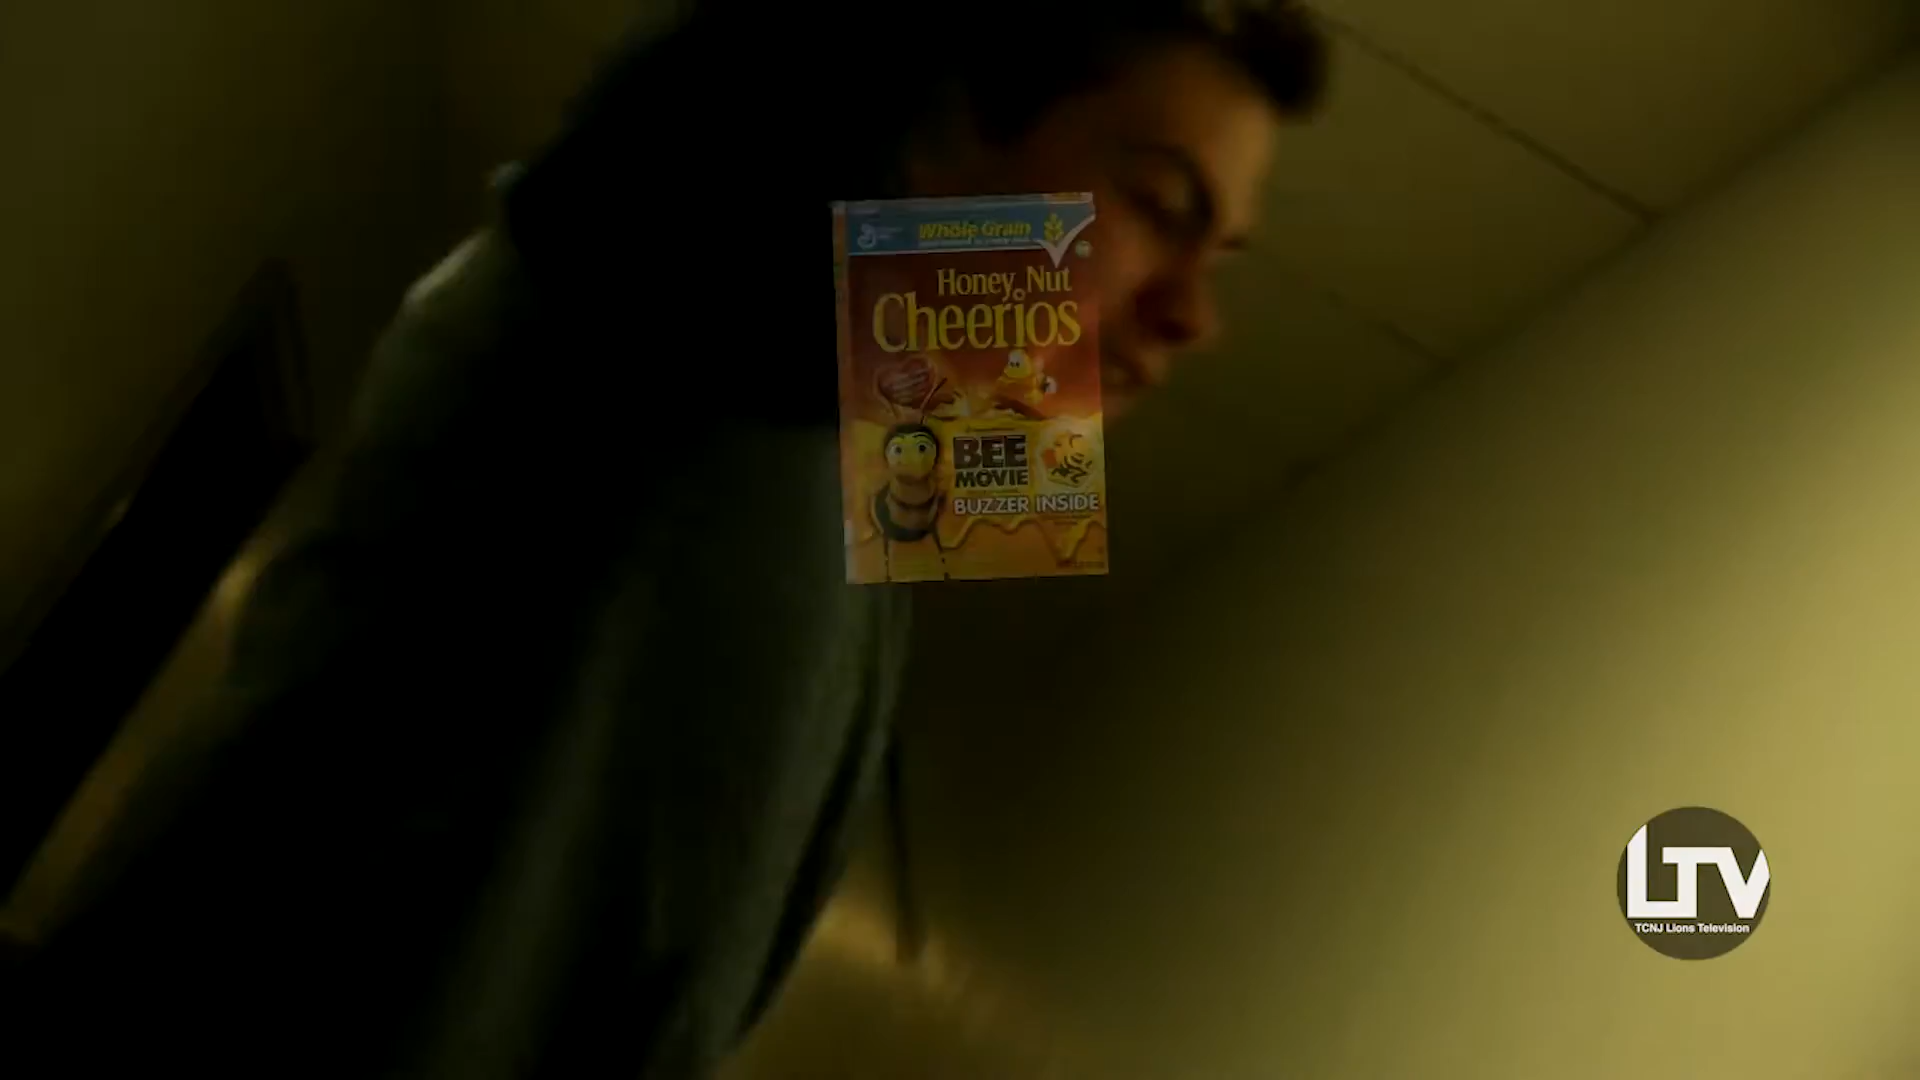 Whole Grain
Honey Nut
Cheerios
BEE
MOVIE
BUZZER INSIDE
LTV
TCNJ Lions Television